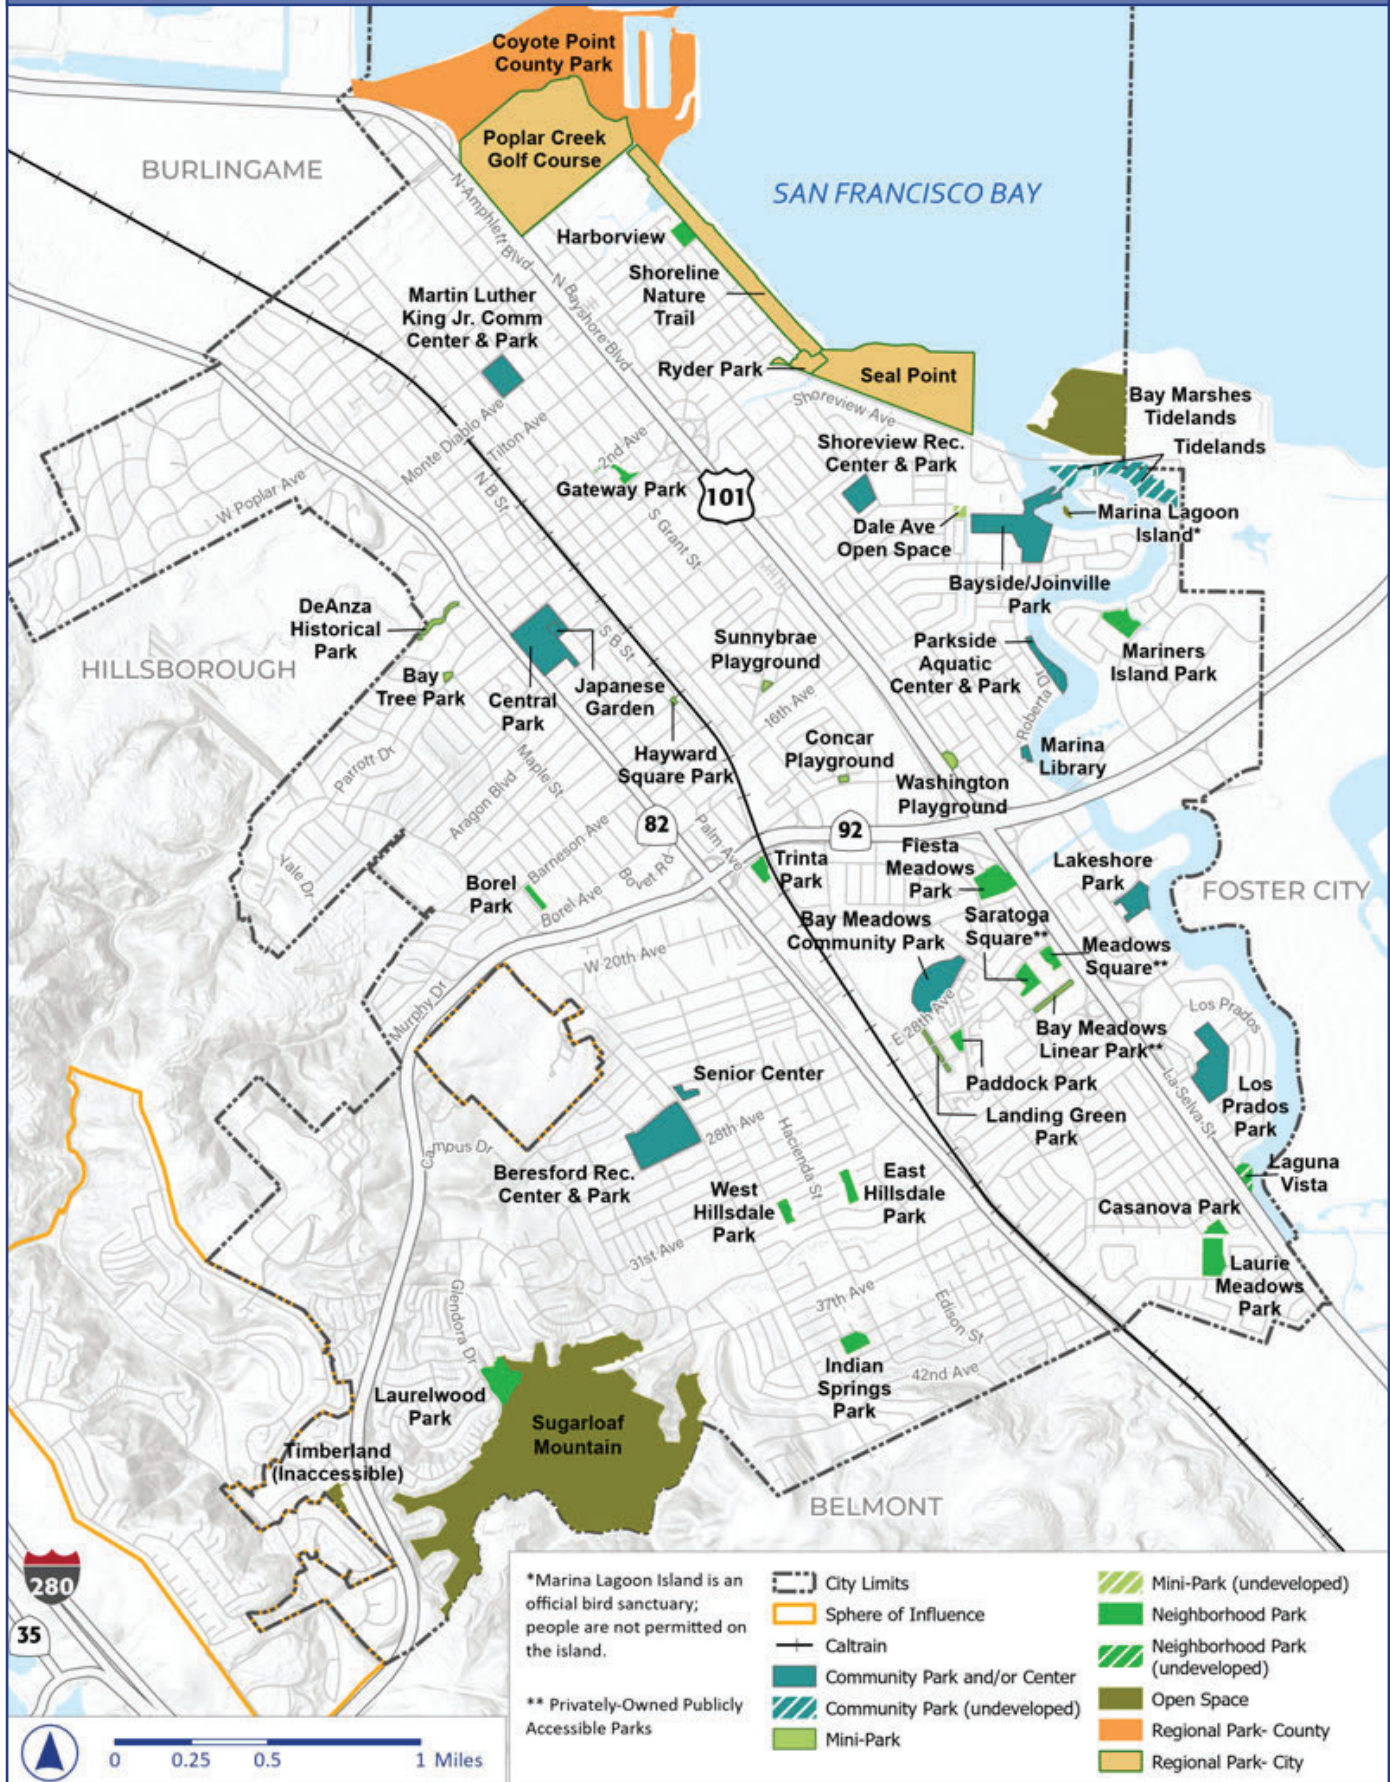 Coyote Point
County Park
Poplar Creek
Golf Course
BURLINGAME
SAN FRANCISCO BAY
N Amphlett Blvd
Harborview
N Bayshore Blvd
Shoreline
Nature
Trail
Martin Luther
King Jr. Comm
Center & Park
Ryder Park
Seal Point
Shoreview Ave
Bay Marshes
Tidelands
Tidelands
Monte Diablo Ave
Tilton Ave
2nd Ave
N B St
Gateway Park
101
Shoreview Rec.
Center & Park
W Poplar Ave
S Grant St
Dale Ave
Open Space
Marina Lagoon
Island*
Bayside/Joinville
Park
DeAnza
Historical
Park
S B St
Sunnybrae
Playground
Parkside
Aquatic
Center & Park
Mariners
Island Park
HILLSBOROUGH
Bay
Tree Park
Central
Park
Japanese
Garden
16th Ave
Roberta Dr
Parrott Dr
Maple St
Hayward
Square Park
Concar
Playground
Marina
Library
Aragon Blvd
Washington
Playground
82
92
Barneson Ave
Palm Ave
Bovet Rd
Yale Dr
Borel
Park
Borel Ave
Trinta
Park
Fiesta
Meadows
Park
Lakeshore
Park
FOSTER CITY
Bay Meadows
Community Park
Saratoga
Square**
Meadows
Square**
W 20th Ave
Murphy Dr
E 28th Ave
Los Prados
Bay Meadows
Linear Park**
Senior Center
Paddock Park
La Selva St
Los
Prados
Park
Landing Green
Park
28th Ave
Hacienda St
Campus Dr
Beresford Rec.
Center & Park
West
Hillsdale
Park
East
Hillsdale
Park
Laguna
Vista
Casanova Park
31st Ave
Laurie
Meadows
Park
Glendora Dr
37th Ave
Edison St
Indian
Springs
Park
42nd Ave
Laurelwood
Park
Sugarloaf
Mountain
Timberland
(Inaccessible)
BELMONT
280
35
*Marina Lagoon Island is an
official bird sanctuary;
people are not permitted on
the island.
** Privately-Owned Publicly
Accessible Parks
City Limits
Sphere of Influence
Caltrain
Community Park and/or Center
Community Park (undeveloped)
Mini-Park
Mini-Park (undeveloped)
Neighborhood Park
Neighborhood Park
(undeveloped)
Open Space
Regional Park- County
Regional Park- City
0 0.25 0.5 1 Miles